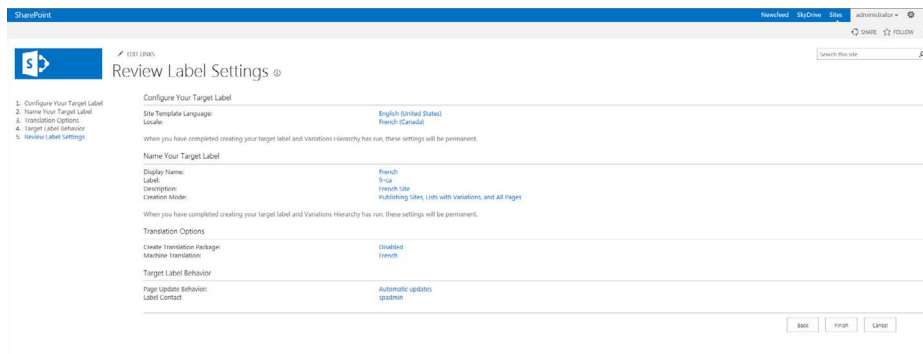 SharePoint
Newsfeed SkyDrive Sites administrator
SHARE FOLLOW
EDIT LINKS
Search this site
Review Label Settings
1. Configure Your Target Label
2. Name Your Target Label
3. Translation Options
4. Target Label Behavior
5. Review Label Settings
Configure Your Target Label
Site Template Language: English (United States)
Locale: French (Canada)
When you have completed creating your target label and Variations Hierarchy has run, these settings will be permanent.
Name Your Target Label
Display Name: French
Label: fr-ca
Description: French Site
Creation Mode: Publishing Sites, Lists with Variations, and All Pages
When you have completed creating your target label and Variations Hierarchy has run, these settings will be permanent.
Translation Options
Create Translation Package: Disabled
Machine Translation: French
Target Label Behavior
Page Update Behavior: Automatic updates
Label Contact spadmin
Back Finish Cancel